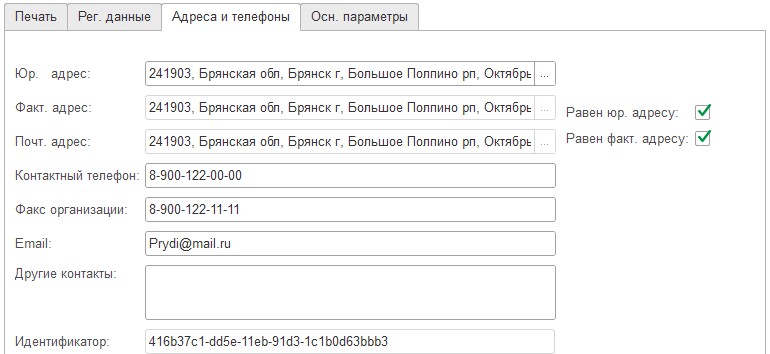 Печать Рег. данные Адреса и телефоны Осн. параметры
Юр. адрес: 241903, Брянская обл, Брянск г, Большое Полпино рп, Октябрь ...
Факт. адрес: 241903, Брянская обл, Брянск г, Большое Полпино рп, Октябрь ... Равен юр. адресу:
Почт. адрес: 241903, Брянская обл, Брянск г, Большое Полпино рп, Октябрь ... Равен факт. адресу:
Контактный телефон: 8-900-122-00-00
Факс организации: 8-900-122-11-11
Email: Prydi@mail.ru
Другие контакты:
Идентификатор: 416b37c1-dd5e-11eb-91d3-1c1b0d63bbb3